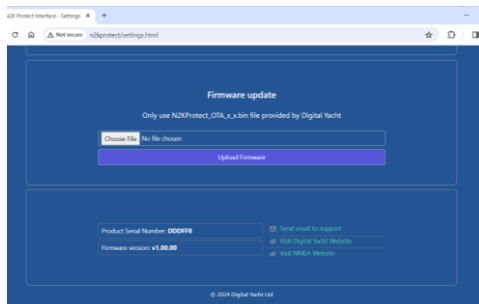 N2K Protect Interface - Settings
Not secure n2kprotect/settings.html
Firmware update
Only use N2KProtect_OTA_x_x.bin file provided by Digital Yacht
Choose File No file chosen
Upload Firmware
Product Serial Number: DDDFF8
Send email to support
Visit Digital Yacht Website
Firmware version: v1.00.00
Visit NMEA Website
© 2024 Digital Yacht Ltd